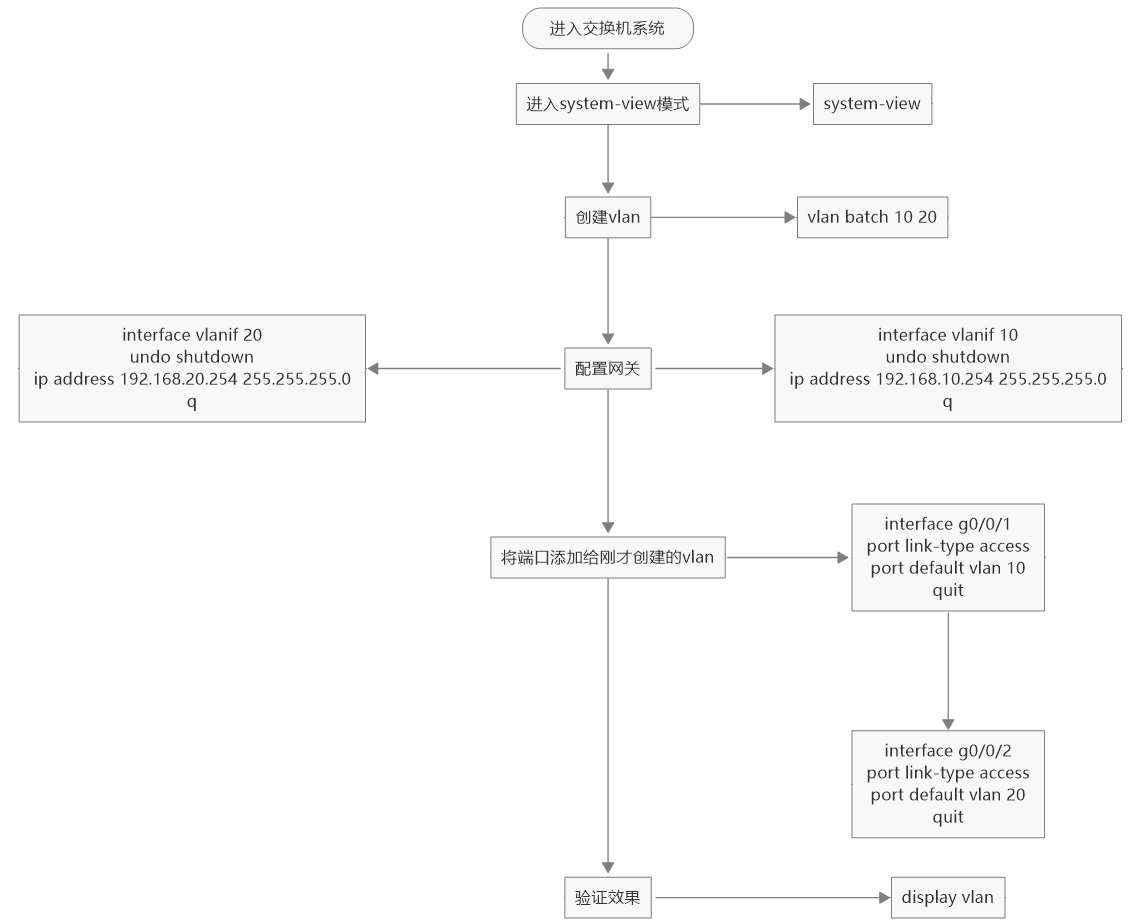 进入交换机系统
进入system-view模式
system-view
创建vlan
vlan batch 10 20
interface vlanif 20
undo shutdown
ip address 192.168.20.254 255.255.255.0
q
配置网关
interface vlanif 10
undo shutdown
ip address 192.168.10.254 255.255.255.0
q
将端口添加给刚才创建的vlan
interface g0/0/1
port link-type access
port default vlan 10
quit
interface g0/0/2
port link-type access
port default vlan 20
quit
验证效果
display vlan